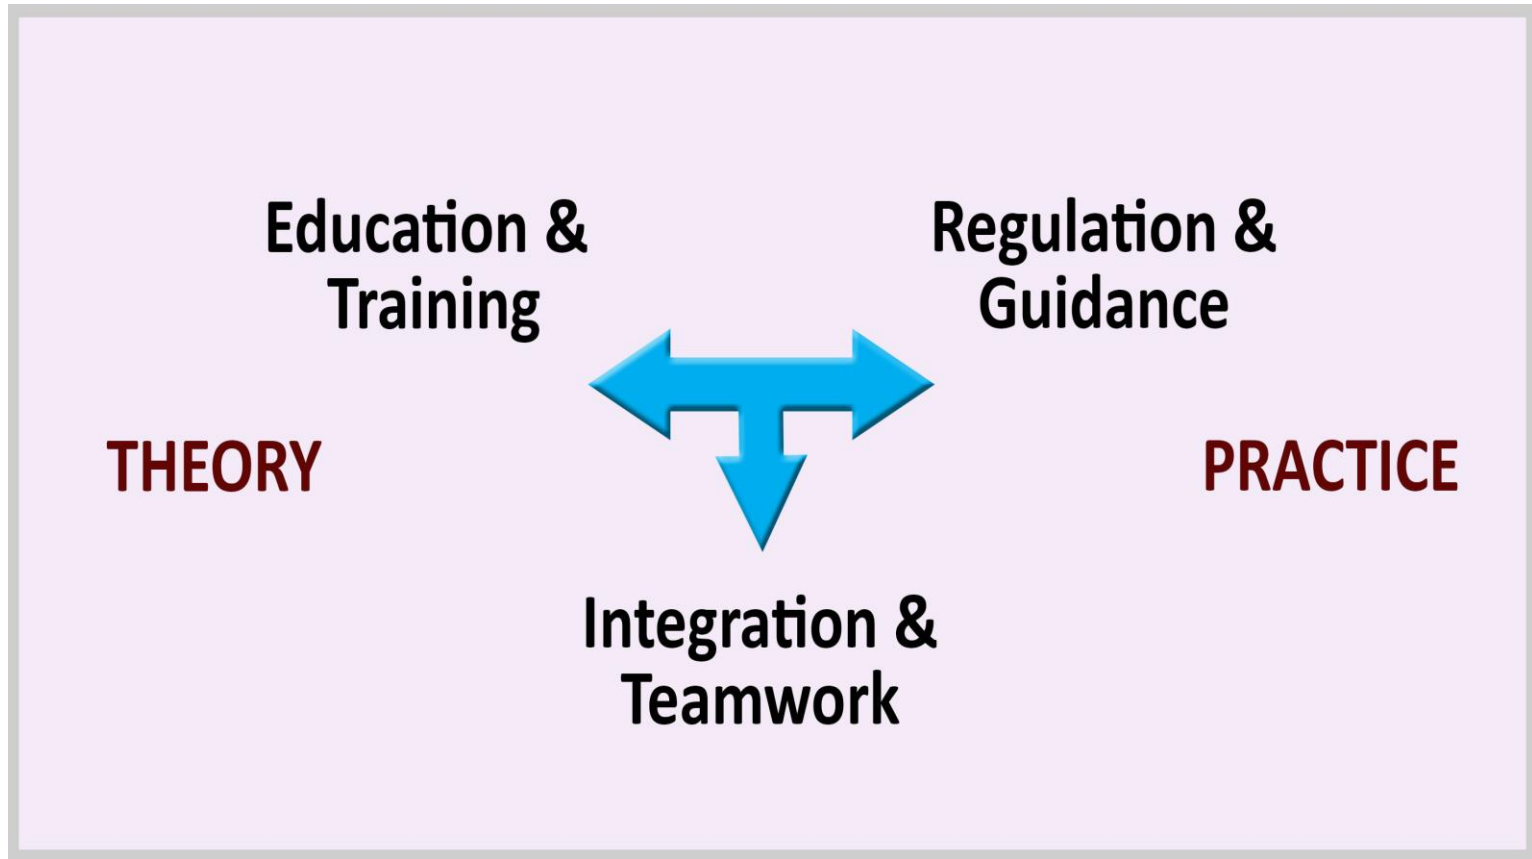 Education &
Training
Regulation &
Guidance
THEORY
PRACTICE
Integration &
Teamwork